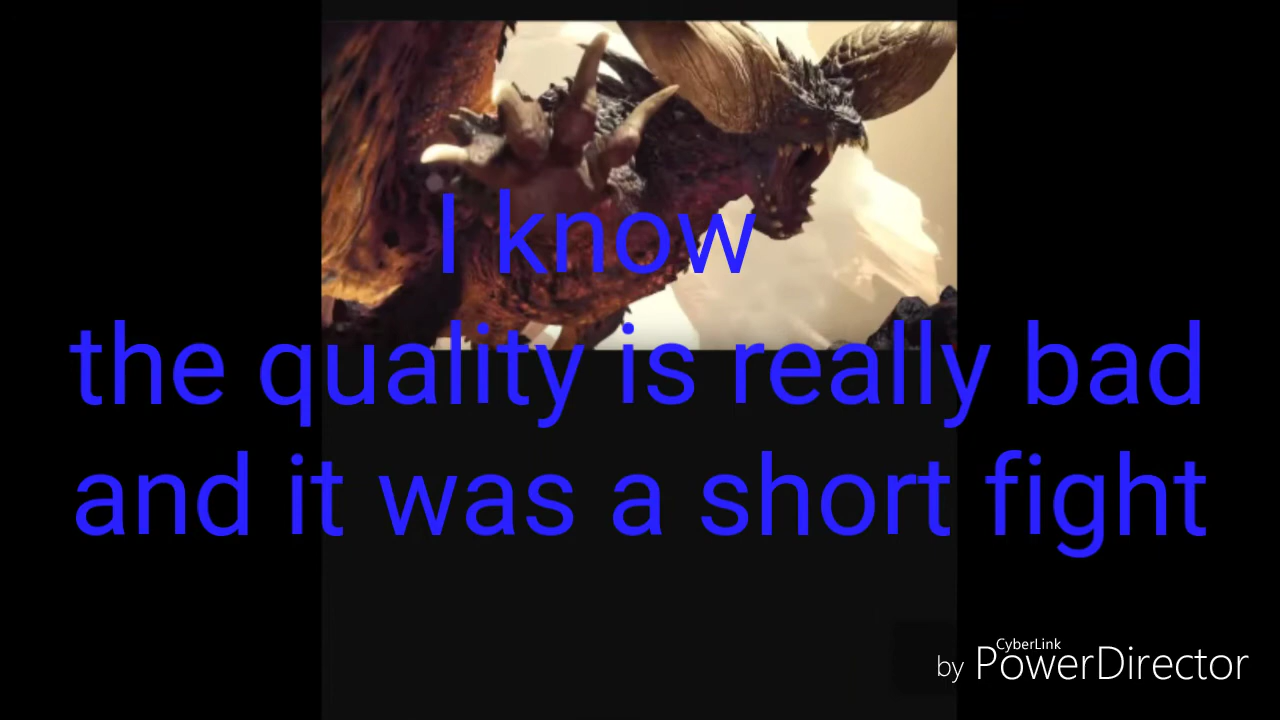 I know
the quality is really bad
and it was a short fight
CyberLink
by PowerDirector